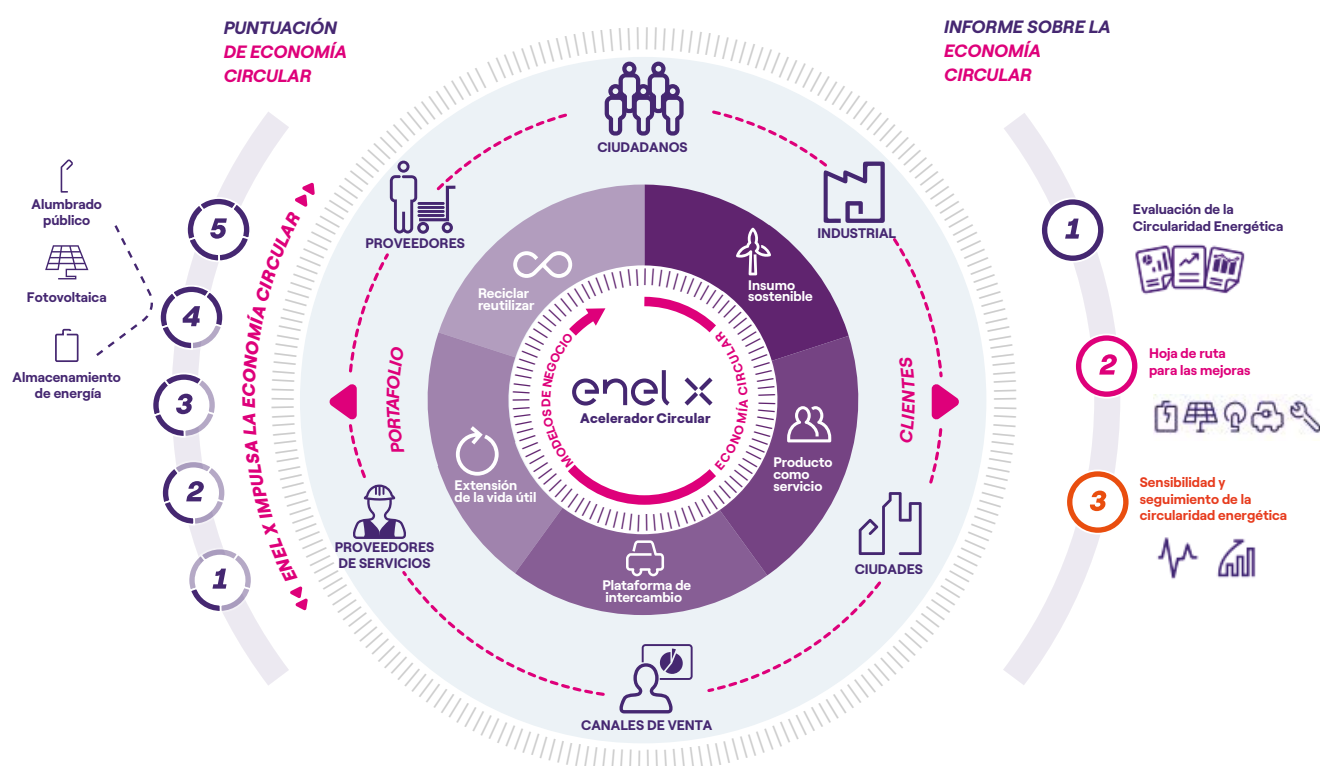 PUNTUACIÓN
DE ECONOMÍA
CIRCULAR
INFORME SOBRE LA
ECONOMÍA
CIRCULAR
Alumbrado
público
Fotovoltaica
Almacenamiento
de energía
5
4
3
2
1
ENEL X IMPULSA LA ECONOMÍA CIRCULAR
CIUDADANOS
PROVEEDORES
INDUSTRIAL
PORTAFOLIO
CLIENTES
PROVEEDORES
DE SERVICIOS
CIUDADES
CANALES DE VENTA
Reciclar
reutilizar
Insumo
sostenible
Extensión
de la vida útil
Producto
como
servicio
Plataforma de
intercambio
MODELOS DE NEGOCIO
ECONOMÍA CIRCULAR
enel x
Acelerador Circular
1
Evaluación de la
Circularidad Energética
2
Hoja de ruta
para las mejoras
3
Sensibilidad y
seguimiento de la
circularidad energética